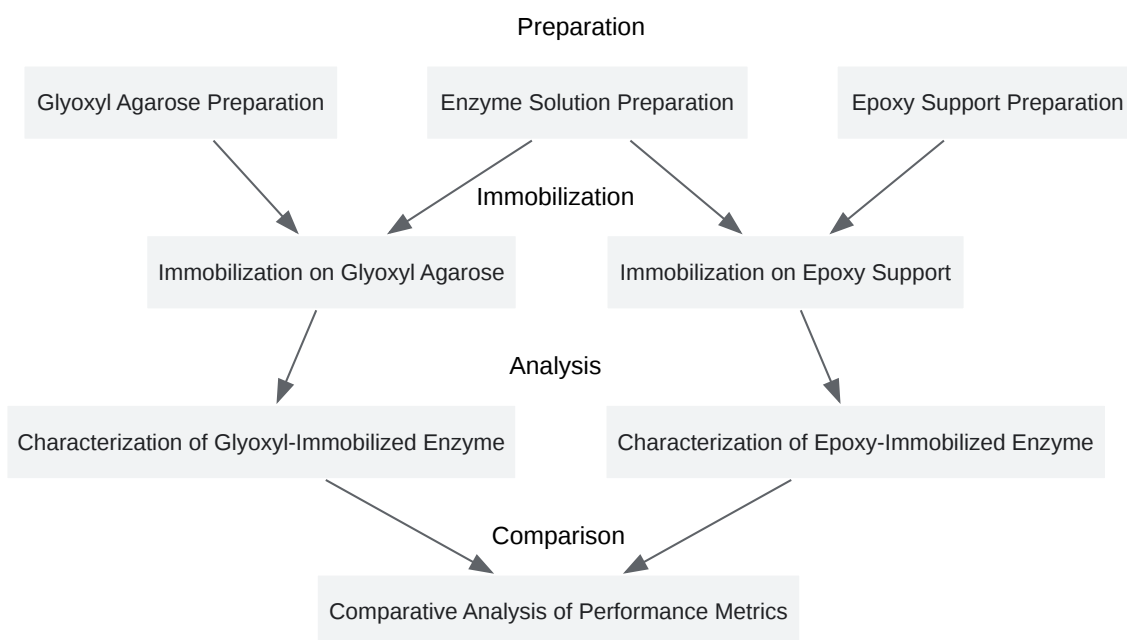 Preparation
Glyoxyl Agarose Preparation
Enzyme Solution Preparation
Epoxy Support Preparation
Immobilization
Immobilization on Glyoxyl Agarose
Immobilization on Epoxy Support
Analysis
Characterization of Glyoxyl-Immobilized Enzyme
Characterization of Epoxy-Immobilized Enzyme
Comparison
Comparative Analysis of Performance Metrics